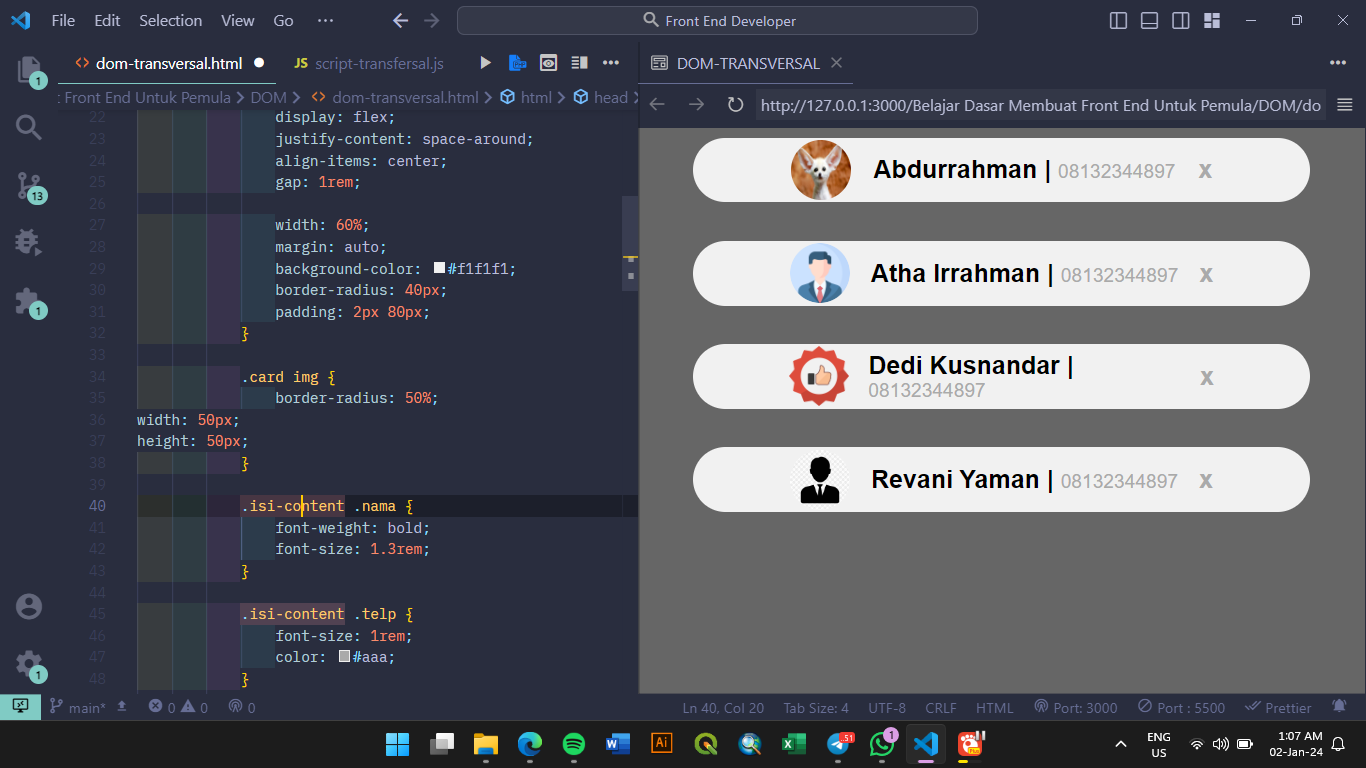 File Edit Selection View Go ··· Front End Developer
dom-transversal.html JS script-transfersal.js DOM-TRANSVERSAL
t Front End Untuk Pemula > DOM > dom-transversal.html > html > head >
http://127.0.0.1:3000/Belajar Dasar Membuat Front End Untuk Pemula/DOM/do
22 display: flex;
23 justify-content: space-around;
24 align-items: center;
25 gap: 1rem;
26
27 width: 60%;
28 margin: auto;
29 background-color: #f1f1f1;
30 border-radius: 40px;
31 padding: 2px 80px;
32 }
33
34 .card img {
35 border-radius: 50%;
36 width: 50px;
37 height: 50px;
38 }
39
40 .isi-content .nama {
41 font-weight: bold;
42 font-size: 1.3rem;
43 }
44
45 .isi-content .telp {
46 font-size: 1rem;
47 color: #aaa;
48 }
1
13
1
1
Abdurrahman | 08132344897 X
Atha Irrahman | 08132344897 X
Dedi Kusnandar |
08132344897 X
Revani Yaman | 08132344897 X
main* 0 0 0 Ln 40, Col 20 Tab Size: 4 UTF-8 CRLF HTML Port: 3000 Port : 5500 Prettier
W Ai X 51 1
ENG
US
1:07 AM
02-Jan-24